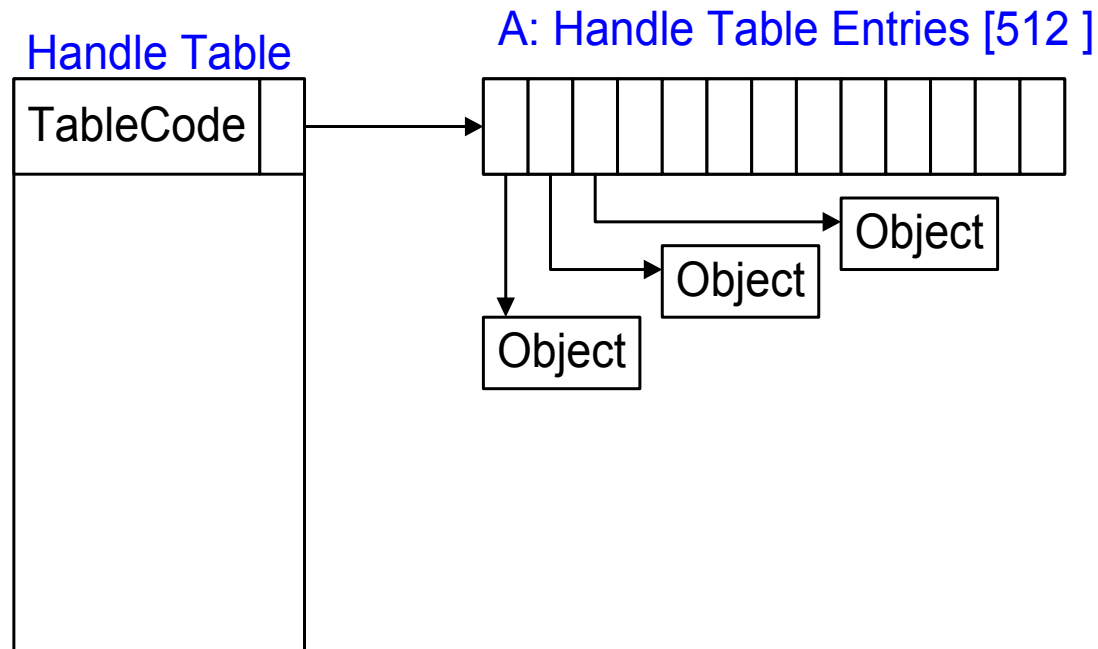 Handle Table
A: Handle Table Entries [512 ]
TableCode
Object
Object
Object